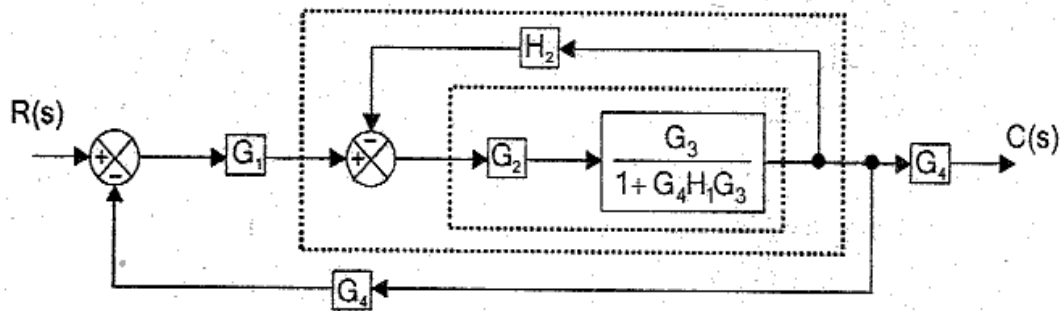 H₂
R(s)
C(s)
+
−
G₁
+
−
G₂
G₃
1 + G₄H₁G₃
G₄
G₄